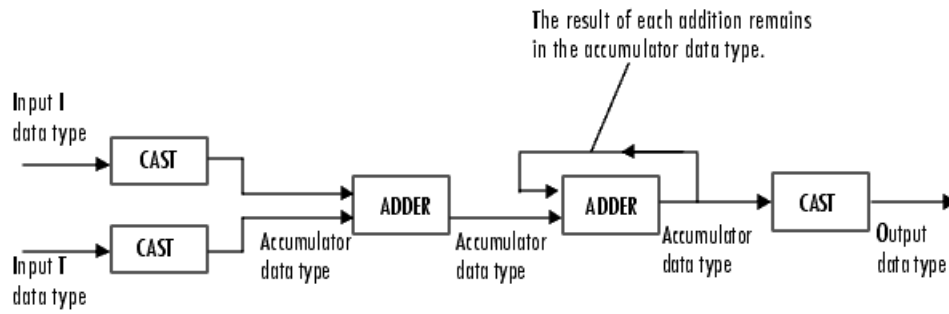 The result of each addition remains
in the accumulator data type.
Input I
data type
CAST
ADDER
ADDER
CAST
CAST
Input T
data type
Accumulator
data type
Accumulator
data type
Accumulator
data type
Output
data type